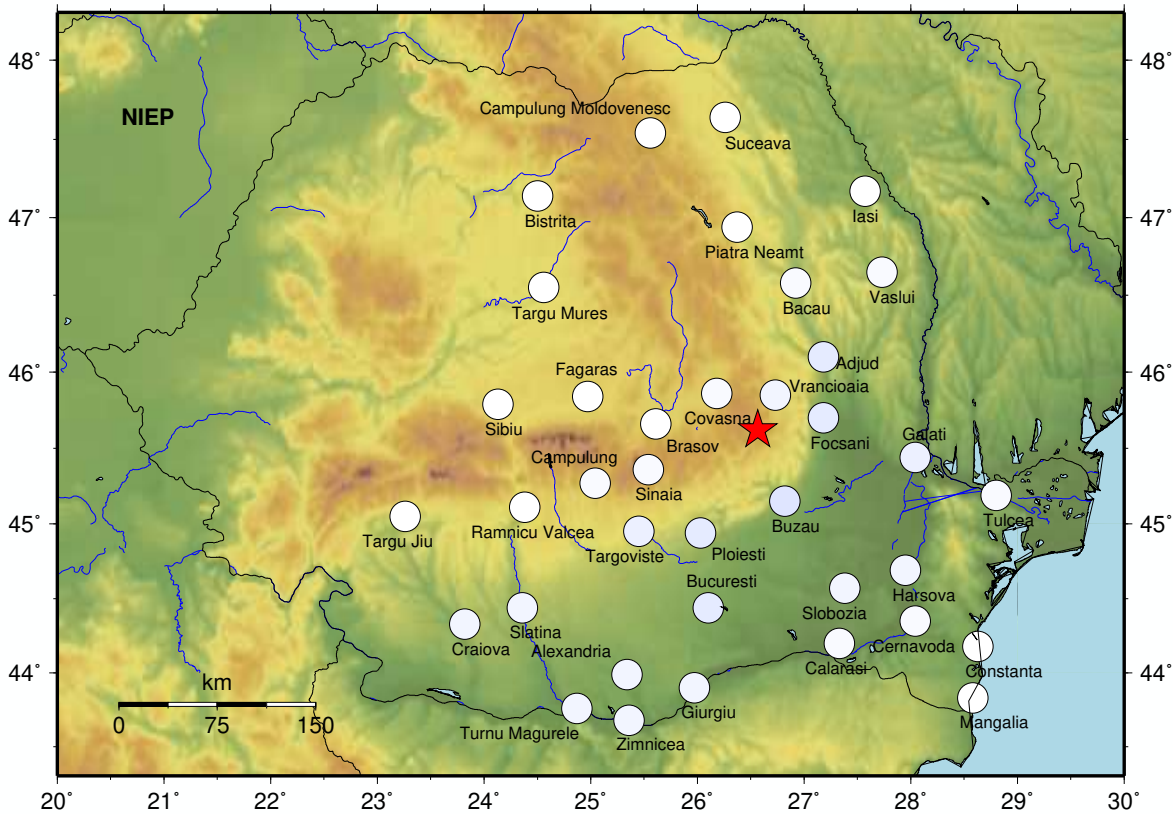 48˚
48˚
NIEP
Campulung Moldovenesc
Suceava
47˚
47˚
Bistrita
Iasi
Piatra Neamt
Targu Mures
Bacau
Vaslui
46˚
46˚
Fagaras
Adjud
Vrancioaia
Sibiu
Covasna
Focsani
Brasov
Galati
Campulung
Sinaia
45˚
45˚
Targu Jiu
Ramnicu Valcea
Targoviste
Ploiesti
Buzau
Tulcea
Bucuresti
Harsova
Slobozia
Slatina
Craiova
Alexandria
Cernavoda
Calarasi
Constanta
44˚
44˚
km
0 75 150
Giurgiu
Mangalia
Turnu Magurele
Zimnicea
20˚ 21˚ 22˚ 23˚ 24˚ 25˚ 26˚ 27˚ 28˚ 29˚ 30˚